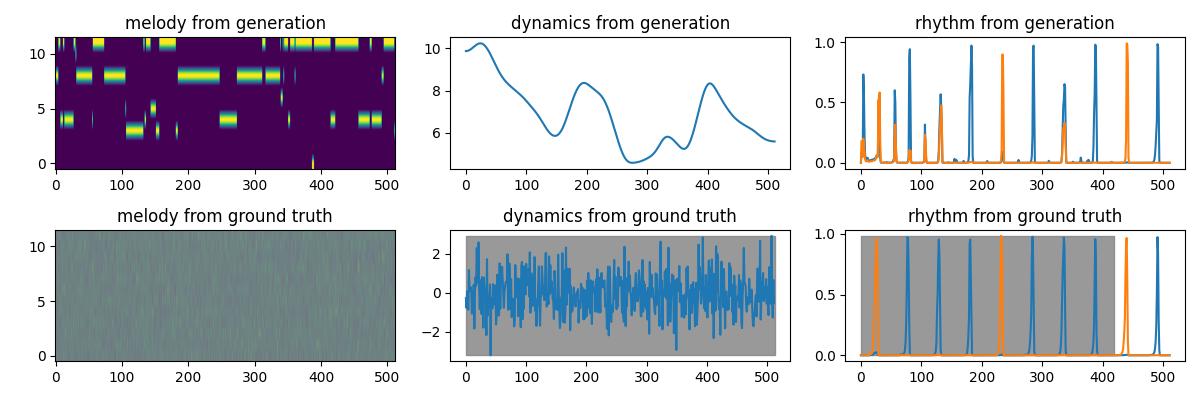 melody from generation
10
5
0
0 100 200 300 400 500
dynamics from generation
10
8
6
0 100 200 300 400 500
rhythm from generation
1.0
0.5
0.0
0 100 200 300 400 500
melody from ground truth
10
5
0
0 100 200 300 400 500
dynamics from ground truth
2
0
−2
0 100 200 300 400 500
rhythm from ground truth
1.0
0.5
0.0
0 100 200 300 400 500